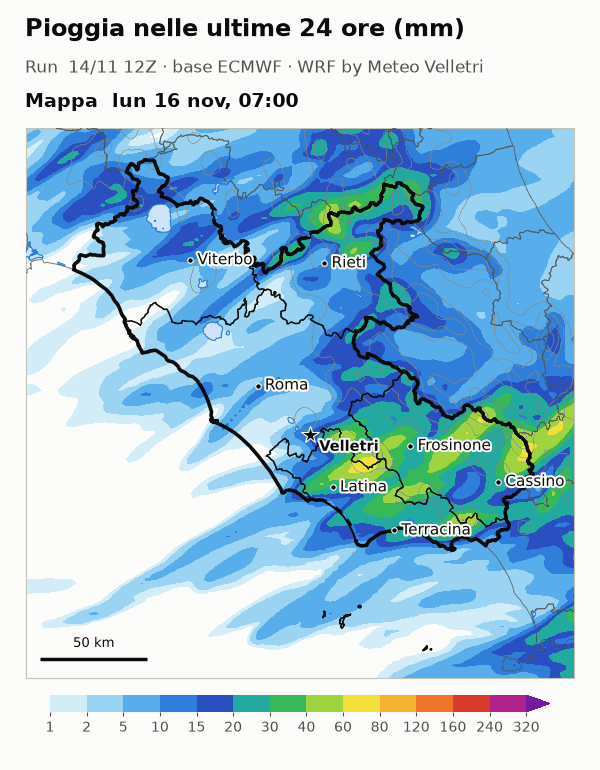 Pioggia nelle ultime 24 ore (mm)
Run  14/11 12Z · base ECMWF · WRF by Meteo Velletri
Mappa  lun 16 nov, 07:00
Viterbo
Rieti
Roma
Velletri
Frosinone
Latina
Cassino
Terracina
50 km
1 2 5 10 15 20 30 40 60 80 120 160 240 320